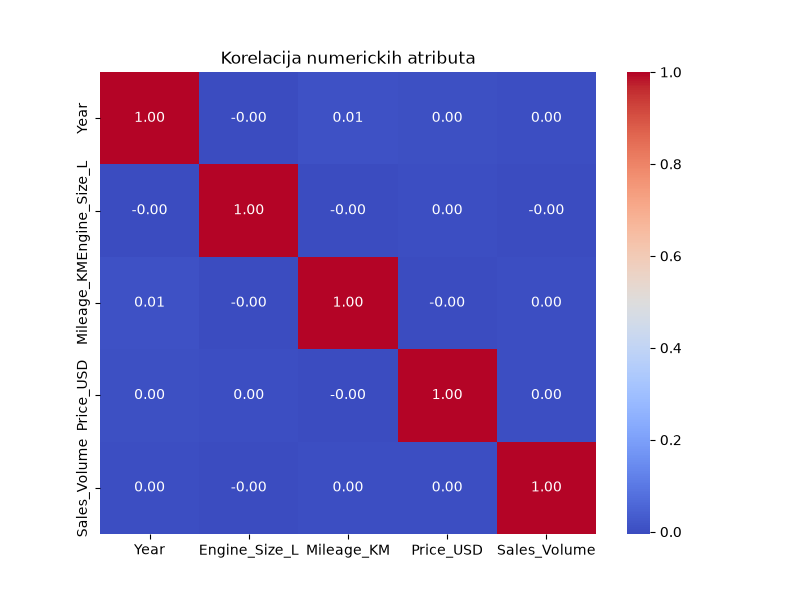 Korelacija numerickih atributa
Year 1.00 -0.00 0.01 0.00 0.00
Engine_Size_L -0.00 1.00 -0.00 0.00 -0.00
Mileage_KM 0.01 -0.00 1.00 -0.00 0.00
Price_USD 0.00 0.00 -0.00 1.00 0.00
Sales_Volume 0.00 -0.00 0.00 0.00 1.00
Year Engine_Size_L Mileage_KM Price_USD Sales_Volume
1.0
0.8
0.6
0.4
0.2
0.0